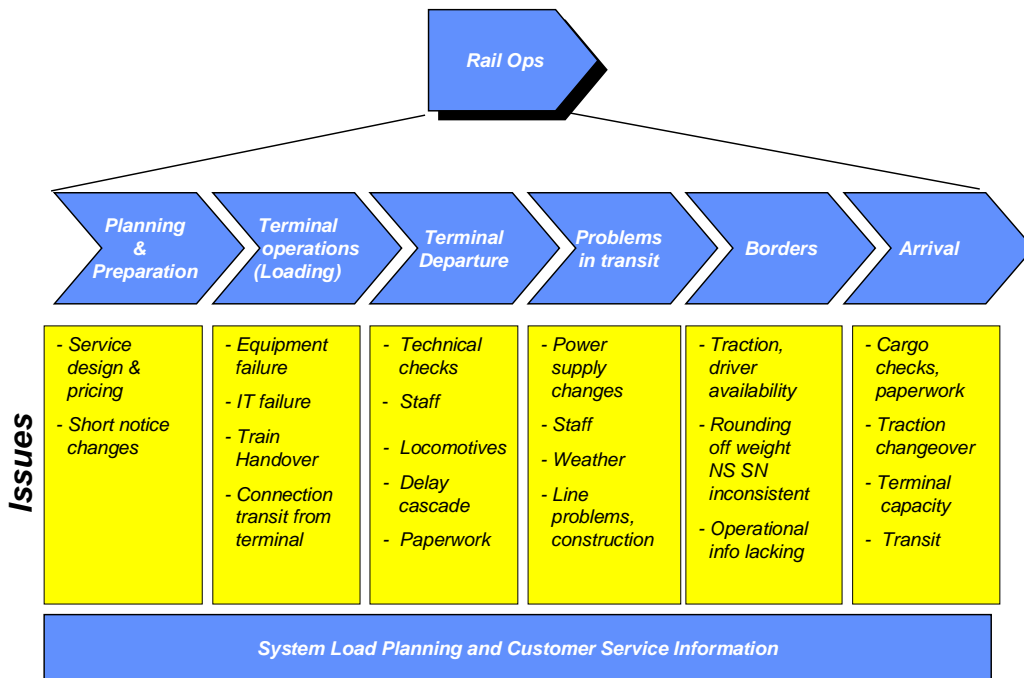 Rail Ops
Planning
&
Preparation
Terminal
operations
(Loading)
Terminal
Departure
Problems
in transit
Borders
Arrival
Issues
- Service
design &
pricing
- Short notice
changes
- Equipment
failure
- IT failure
- Train
Handover
- Connection
transit from
terminal
- Technical
checks
- Staff
- Locomotives
- Delay
cascade
- Paperwork
- Power
supply
changes
- Staff
- Weather
- Line
problems,
construction
- Traction,
driver
availability
- Rounding
off weight
NS SN
inconsistent
- Operational
info lacking
- Cargo
checks,
paperwork
- Traction
changeover
- Terminal
capacity
- Transit
System Load Planning and Customer Service Information